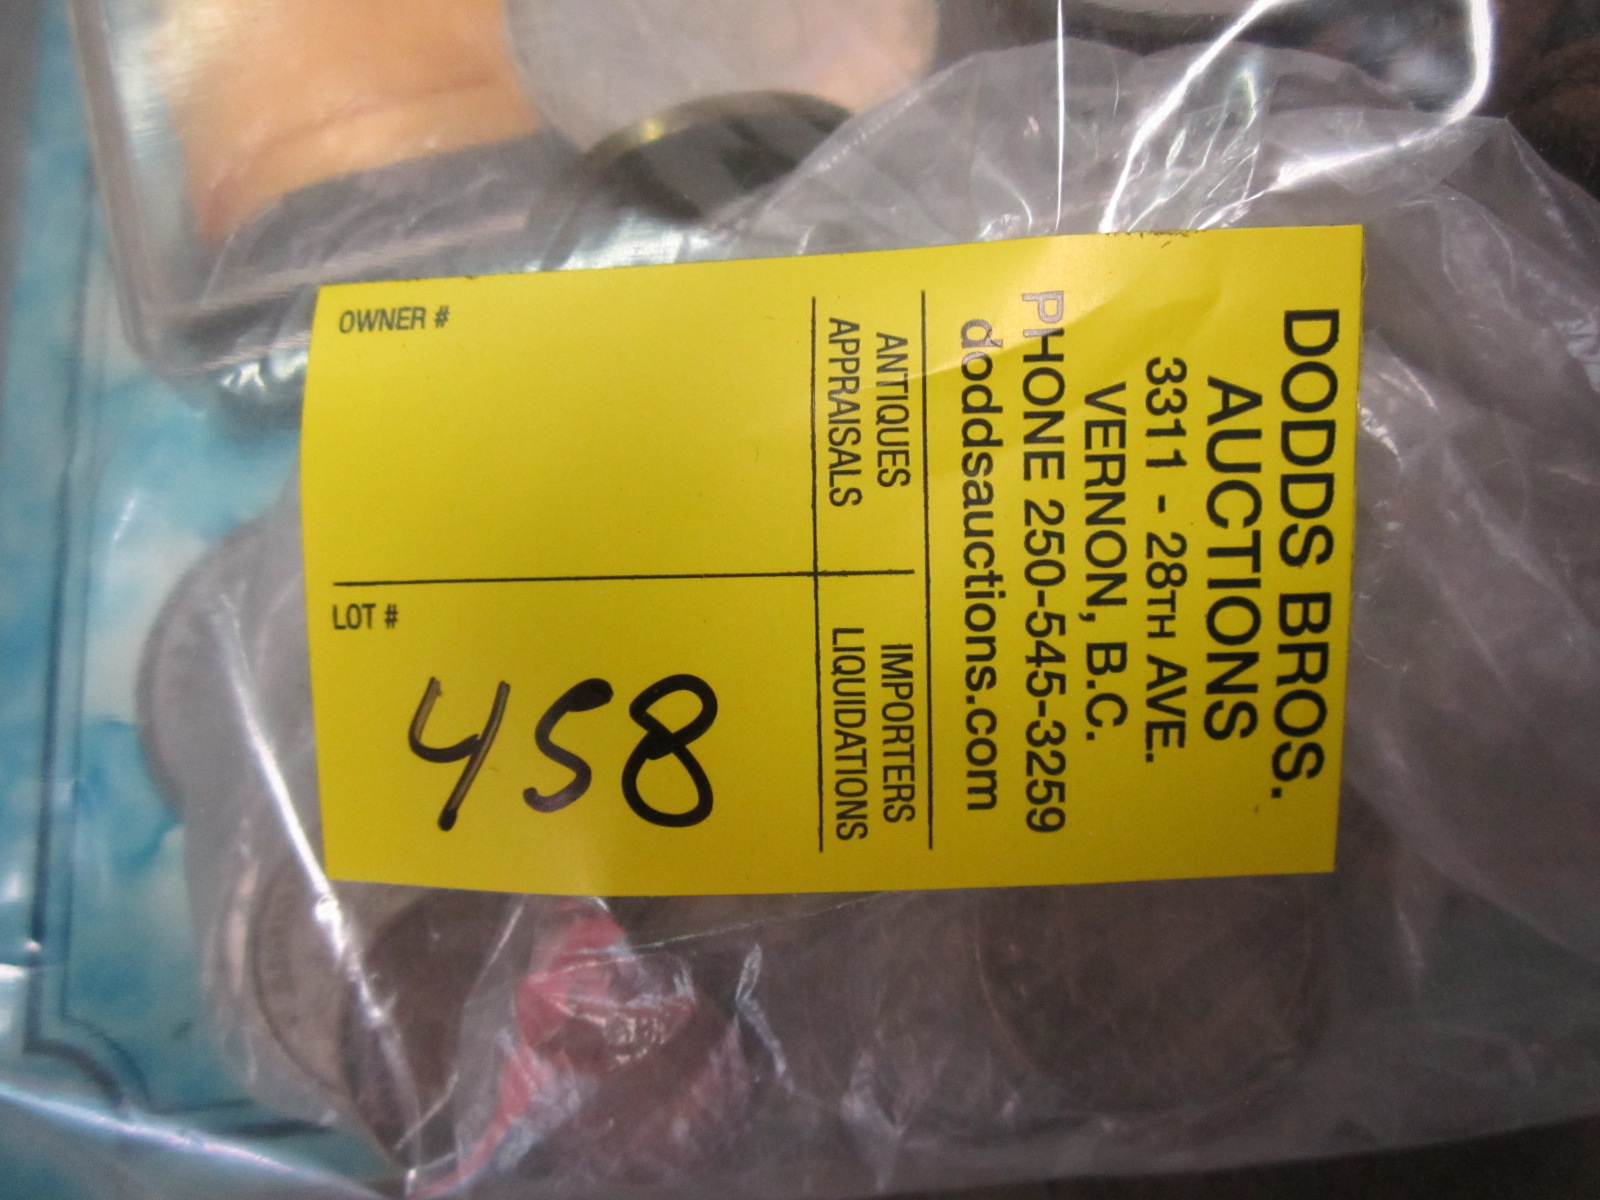 DODDS BROS.
AUCTIONS
3311 - 28TH AVE.
VERNON, B.C.
PHONE 250-545-3259
doddsauctions.com
ANTIQUES
APPRAISALS
IMPORTERS
LIQUIDATIONS
OWNER #
LOT #
458